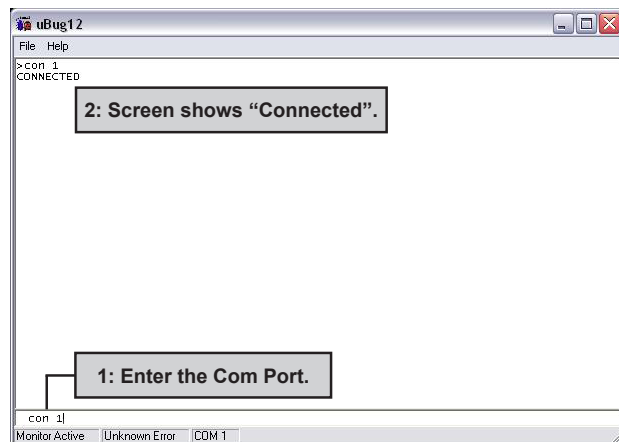 uBug12
File Help
>con 1
CONNECTED
2: Screen shows “Connected”.
1: Enter the Com Port.
con 1
Monitor Active Unknown Error COM 1